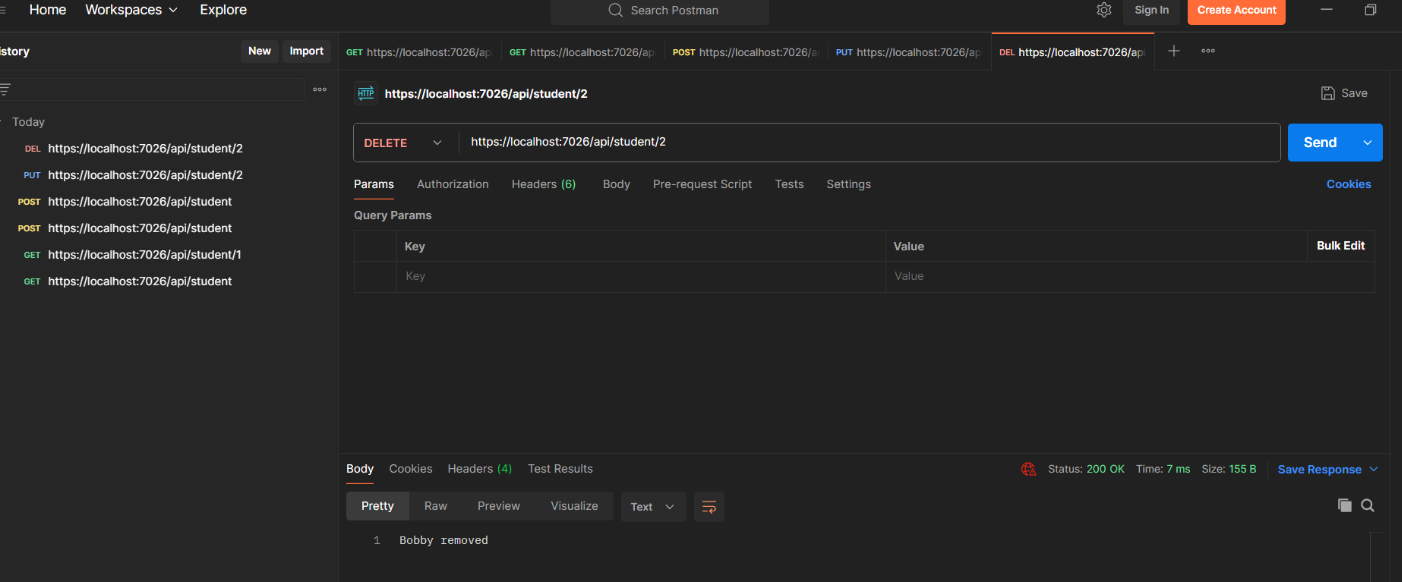 Home Workspaces Explore Search Postman Sign In Create Account
istory New Import GET https://localhost:7026/ap GET https://localhost:7026/ap POST https://localhost:7026/a PUT https://localhost:7026/ap DEL https://localhost:7026/ap
HTTP https://localhost:7026/api/student/2 Save
Today
DEL https://localhost:7026/api/student/2
PUT https://localhost:7026/api/student/2
POST https://localhost:7026/api/student
POST https://localhost:7026/api/student
GET https://localhost:7026/api/student/1
GET https://localhost:7026/api/student
DELETE https://localhost:7026/api/student/2 Send
Params Authorization Headers (6) Body Pre-request Script Tests Settings Cookies
Query Params
Key Value Bulk Edit
Key Value
Body Cookies Headers (4) Test Results Status: 200 OK Time: 7 ms Size: 155 B Save Response
Pretty Raw Preview Visualize Text
1 Bobby removed